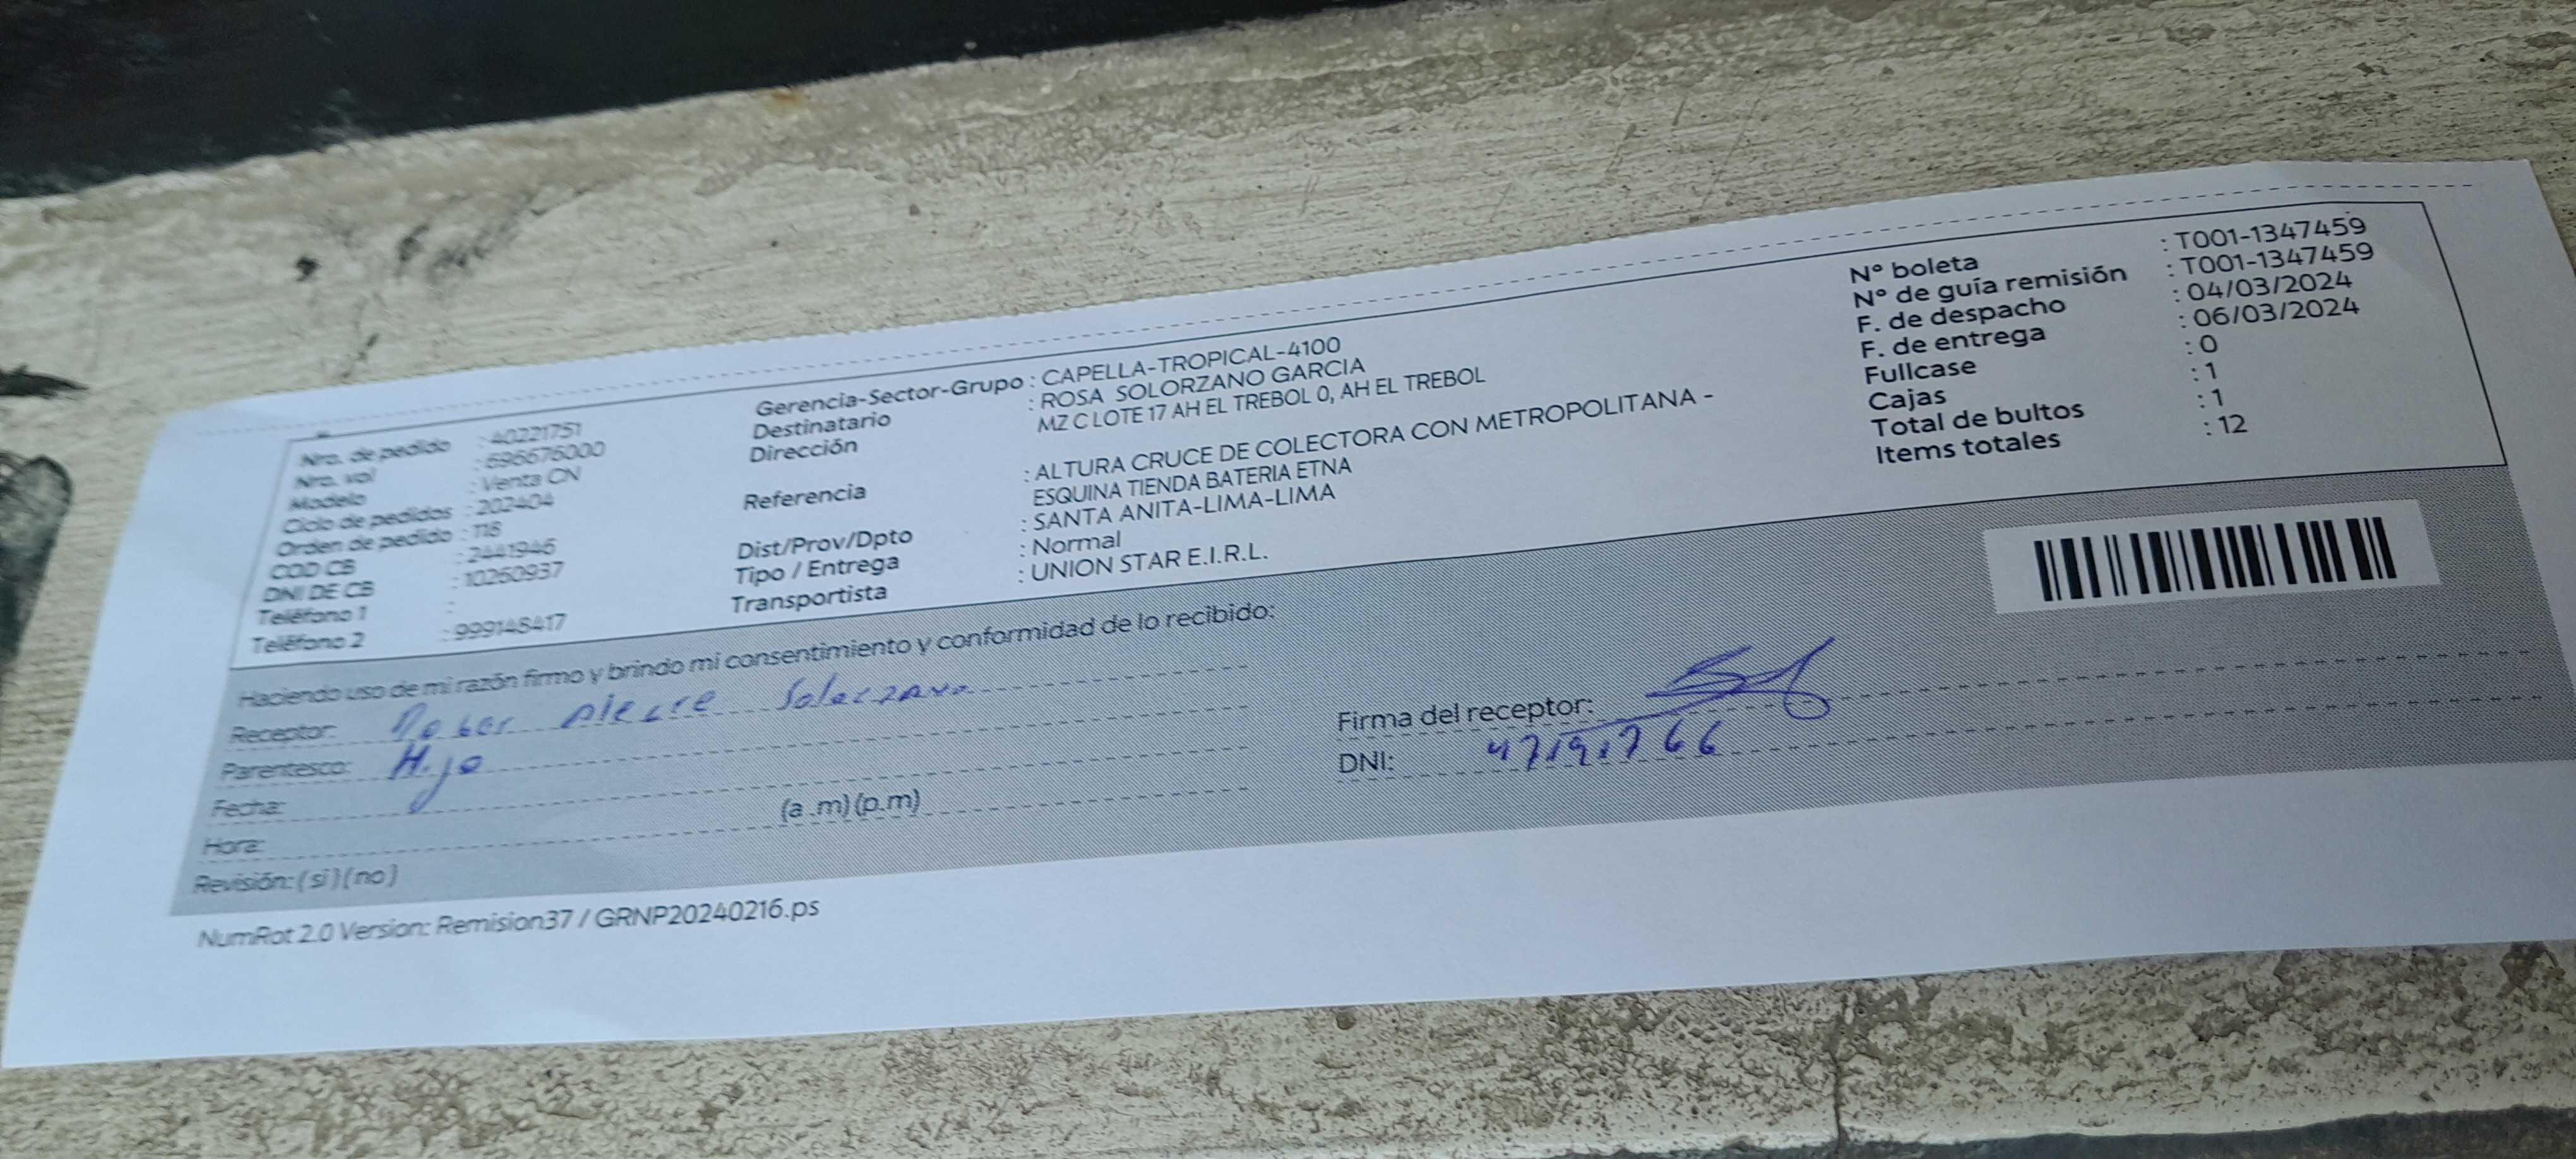 Nro. de pedido : 40221751
Nro. vol : 696676000
Modelo : Venta CN
Ciclo de pedidos : 202404
Orden de pedido : 118
COD CB : 2441946
DNI DE CB : 10260937
Teléfono 1 :
Teléfono 2 : 999148417
Gerencia-Sector-Grupo : CAPELLA-TROPICAL-4100
Destinatario : ROSA SOLORZANO GARCIA
Dirección MZ C LOTE 17 AH EL TREBOL 0, AH EL TREBOL
Referencia : ALTURA CRUCE DE COLECTORA CON METROPOLITANA -
ESQUINA TIENDA BATERIA ETNA
Dist/Prov/Dpto : SANTA ANITA-LIMA-LIMA
Tipo / Entrega : Normal
Transportista : UNION STAR E.I.R.L.
N° boleta : T001-1347459
N° de guía remisión : T001-1347459
F. de despacho : 04/03/2024
F. de entrega : 06/03/2024
Fullcase : 0
Cajas : 1
Total de bultos : 1
Items totales : 12
Haciendo uso de mi razón firmo y brindo mi consentimiento y conformidad de lo recibido:
Receptor: Solorzano
Parentesco: Hijo
Fecha:
Hora: (a .m) (p.m)
Revisión: ( si ) ( no )
Firma del receptor:
DNI:
NumRot 2.0 Version: Remision37 / GRNP20240216.ps